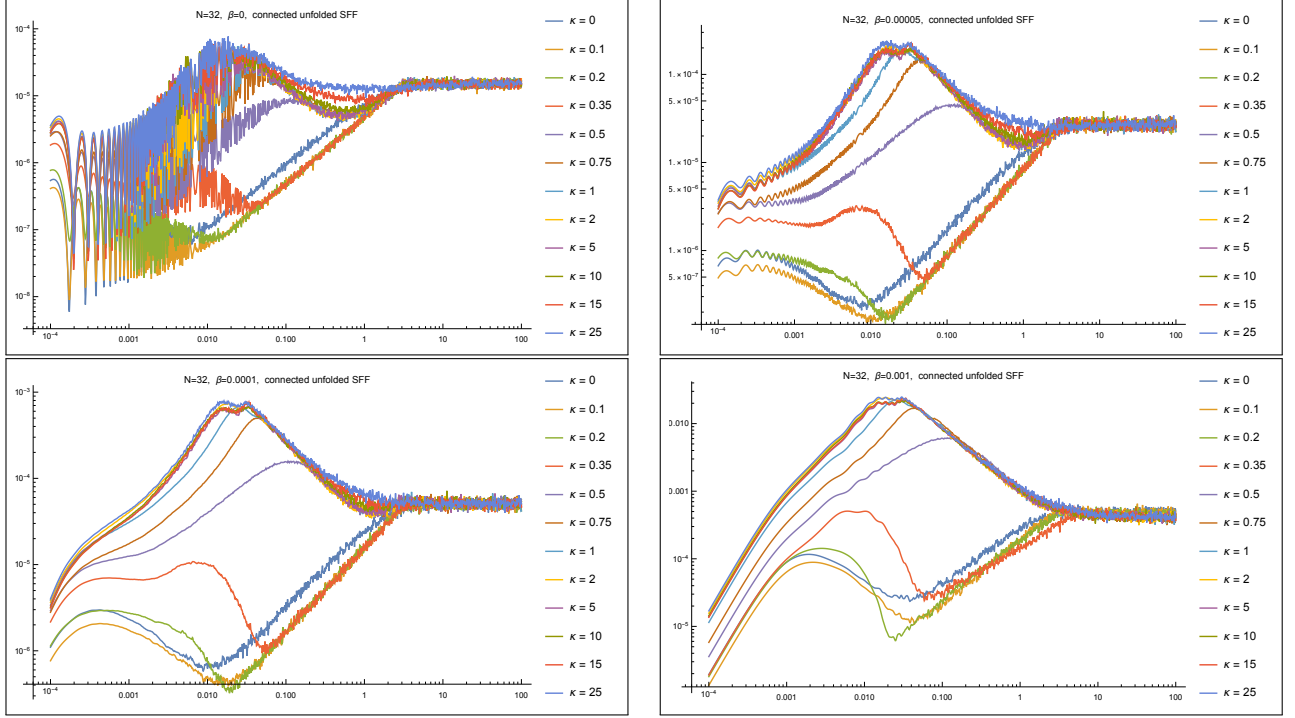 N=32, β=0, connected unfolded SFF
10⁻⁴
10⁻⁵
10⁻⁶
10⁻⁷
10⁻⁸
10⁻⁴ 0.001 0.010 0.100 1 10 100
κ = 0
κ = 0.1
κ = 0.2
κ = 0.35
κ = 0.5
κ = 0.75
κ = 1
κ = 2
κ = 5
κ = 10
κ = 15
κ = 25
N=32, β=0.00005, connected unfolded SFF
1. × 10⁻⁴
5. × 10⁻⁵
1. × 10⁻⁵
5. × 10⁻⁶
1. × 10⁻⁶
5. × 10⁻⁷
10⁻⁴ 0.001 0.010 0.100 1 10 100
κ = 0
κ = 0.1
κ = 0.2
κ = 0.35
κ = 0.5
κ = 0.75
κ = 1
κ = 2
κ = 5
κ = 10
κ = 15
κ = 25
N=32, β=0.0001, connected unfolded SFF
10⁻³
10⁻⁴
10⁻⁵
10⁻⁶
10⁻⁴ 0.001 0.010 0.100 1 10 100
κ = 0
κ = 0.1
κ = 0.2
κ = 0.35
κ = 0.5
κ = 0.75
κ = 1
κ = 2
κ = 5
κ = 10
κ = 15
κ = 25
N=32, β=0.001, connected unfolded SFF
0.010
0.001
10⁻⁴
10⁻⁵
10⁻⁴ 0.001 0.010 0.100 1 10 100
κ = 0
κ = 0.1
κ = 0.2
κ = 0.35
κ = 0.5
κ = 0.75
κ = 1
κ = 2
κ = 5
κ = 10
κ = 15
κ = 25